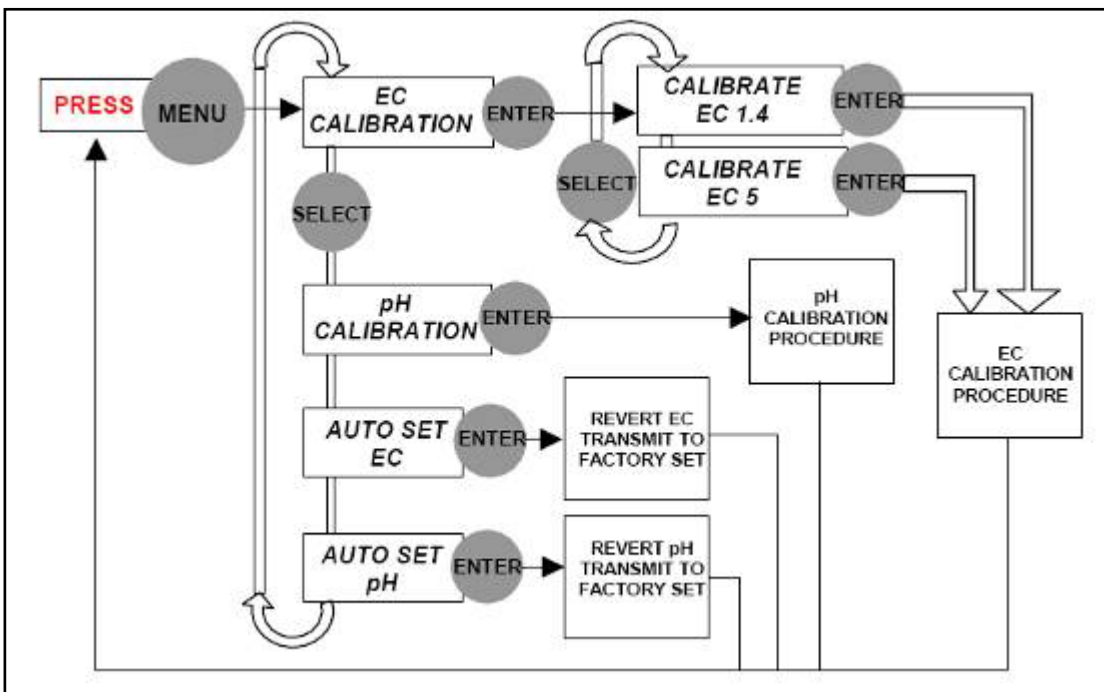 PRESS
MENU
EC
CALIBRATION
ENTER
CALIBRATE
EC 1.4
ENTER
SELECT
CALIBRATE
EC 5
ENTER
SELECT
pH
CALIBRATION
ENTER
pH
CALIBRATION
PROCEDURE
EC
CALIBRATION
PROCEDURE
AUTO SET
EC
ENTER
REVERT EC
TRANSMIT TO
FACTORY SET
AUTO SET
pH
ENTER
REVERT pH
TRANSMIT TO
FACTORY SET